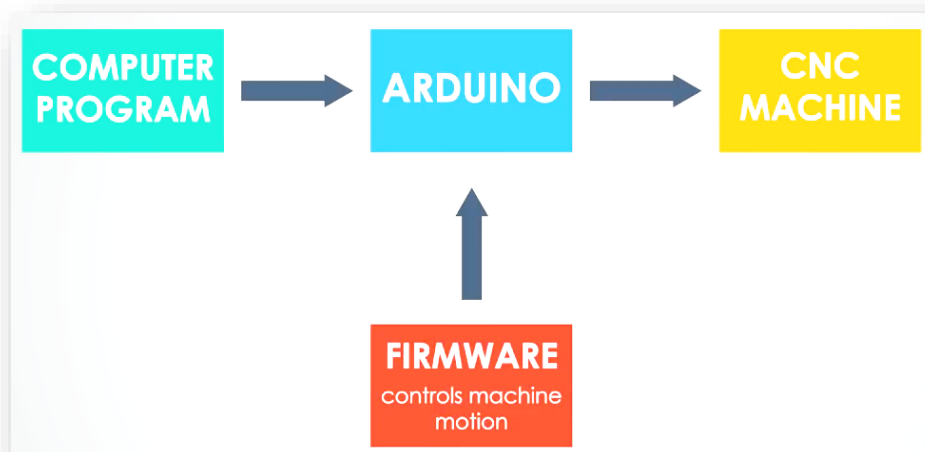 COMPUTER
PROGRAM
ARDUINO
CNC
MACHINE
FIRMWARE
controls machine
motion